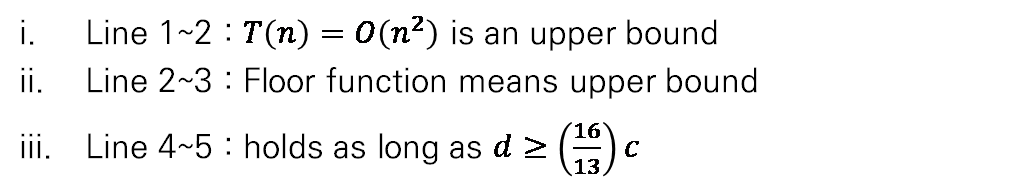 i. Line 1~2 : T(n) = O(n²) is an upper bound
ii. Line 2~3 : Floor function means upper bound
iii. Line 4~5 : holds as long as d ≥ (16/13) c